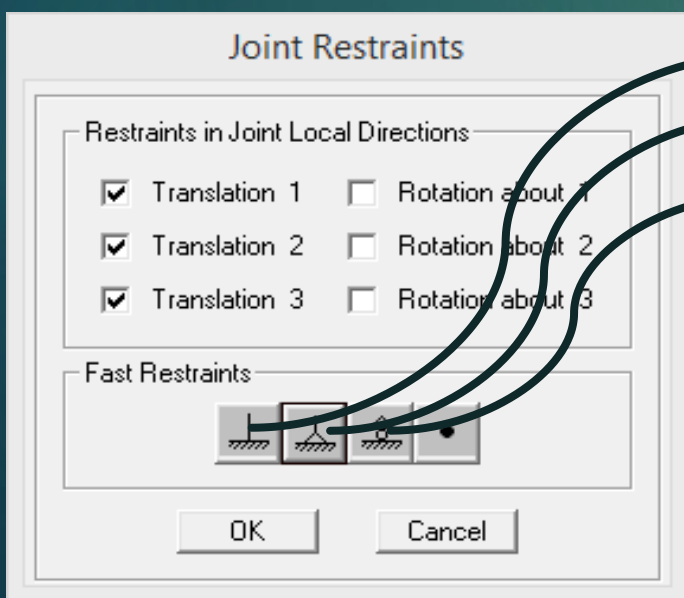 Joint Restraints
Restraints in Joint Local Directions
Translation 1 Rotation about 1
Translation 2 Rotation about 2
Translation 3 Rotation about 3
Fast Restraints
OK Cancel